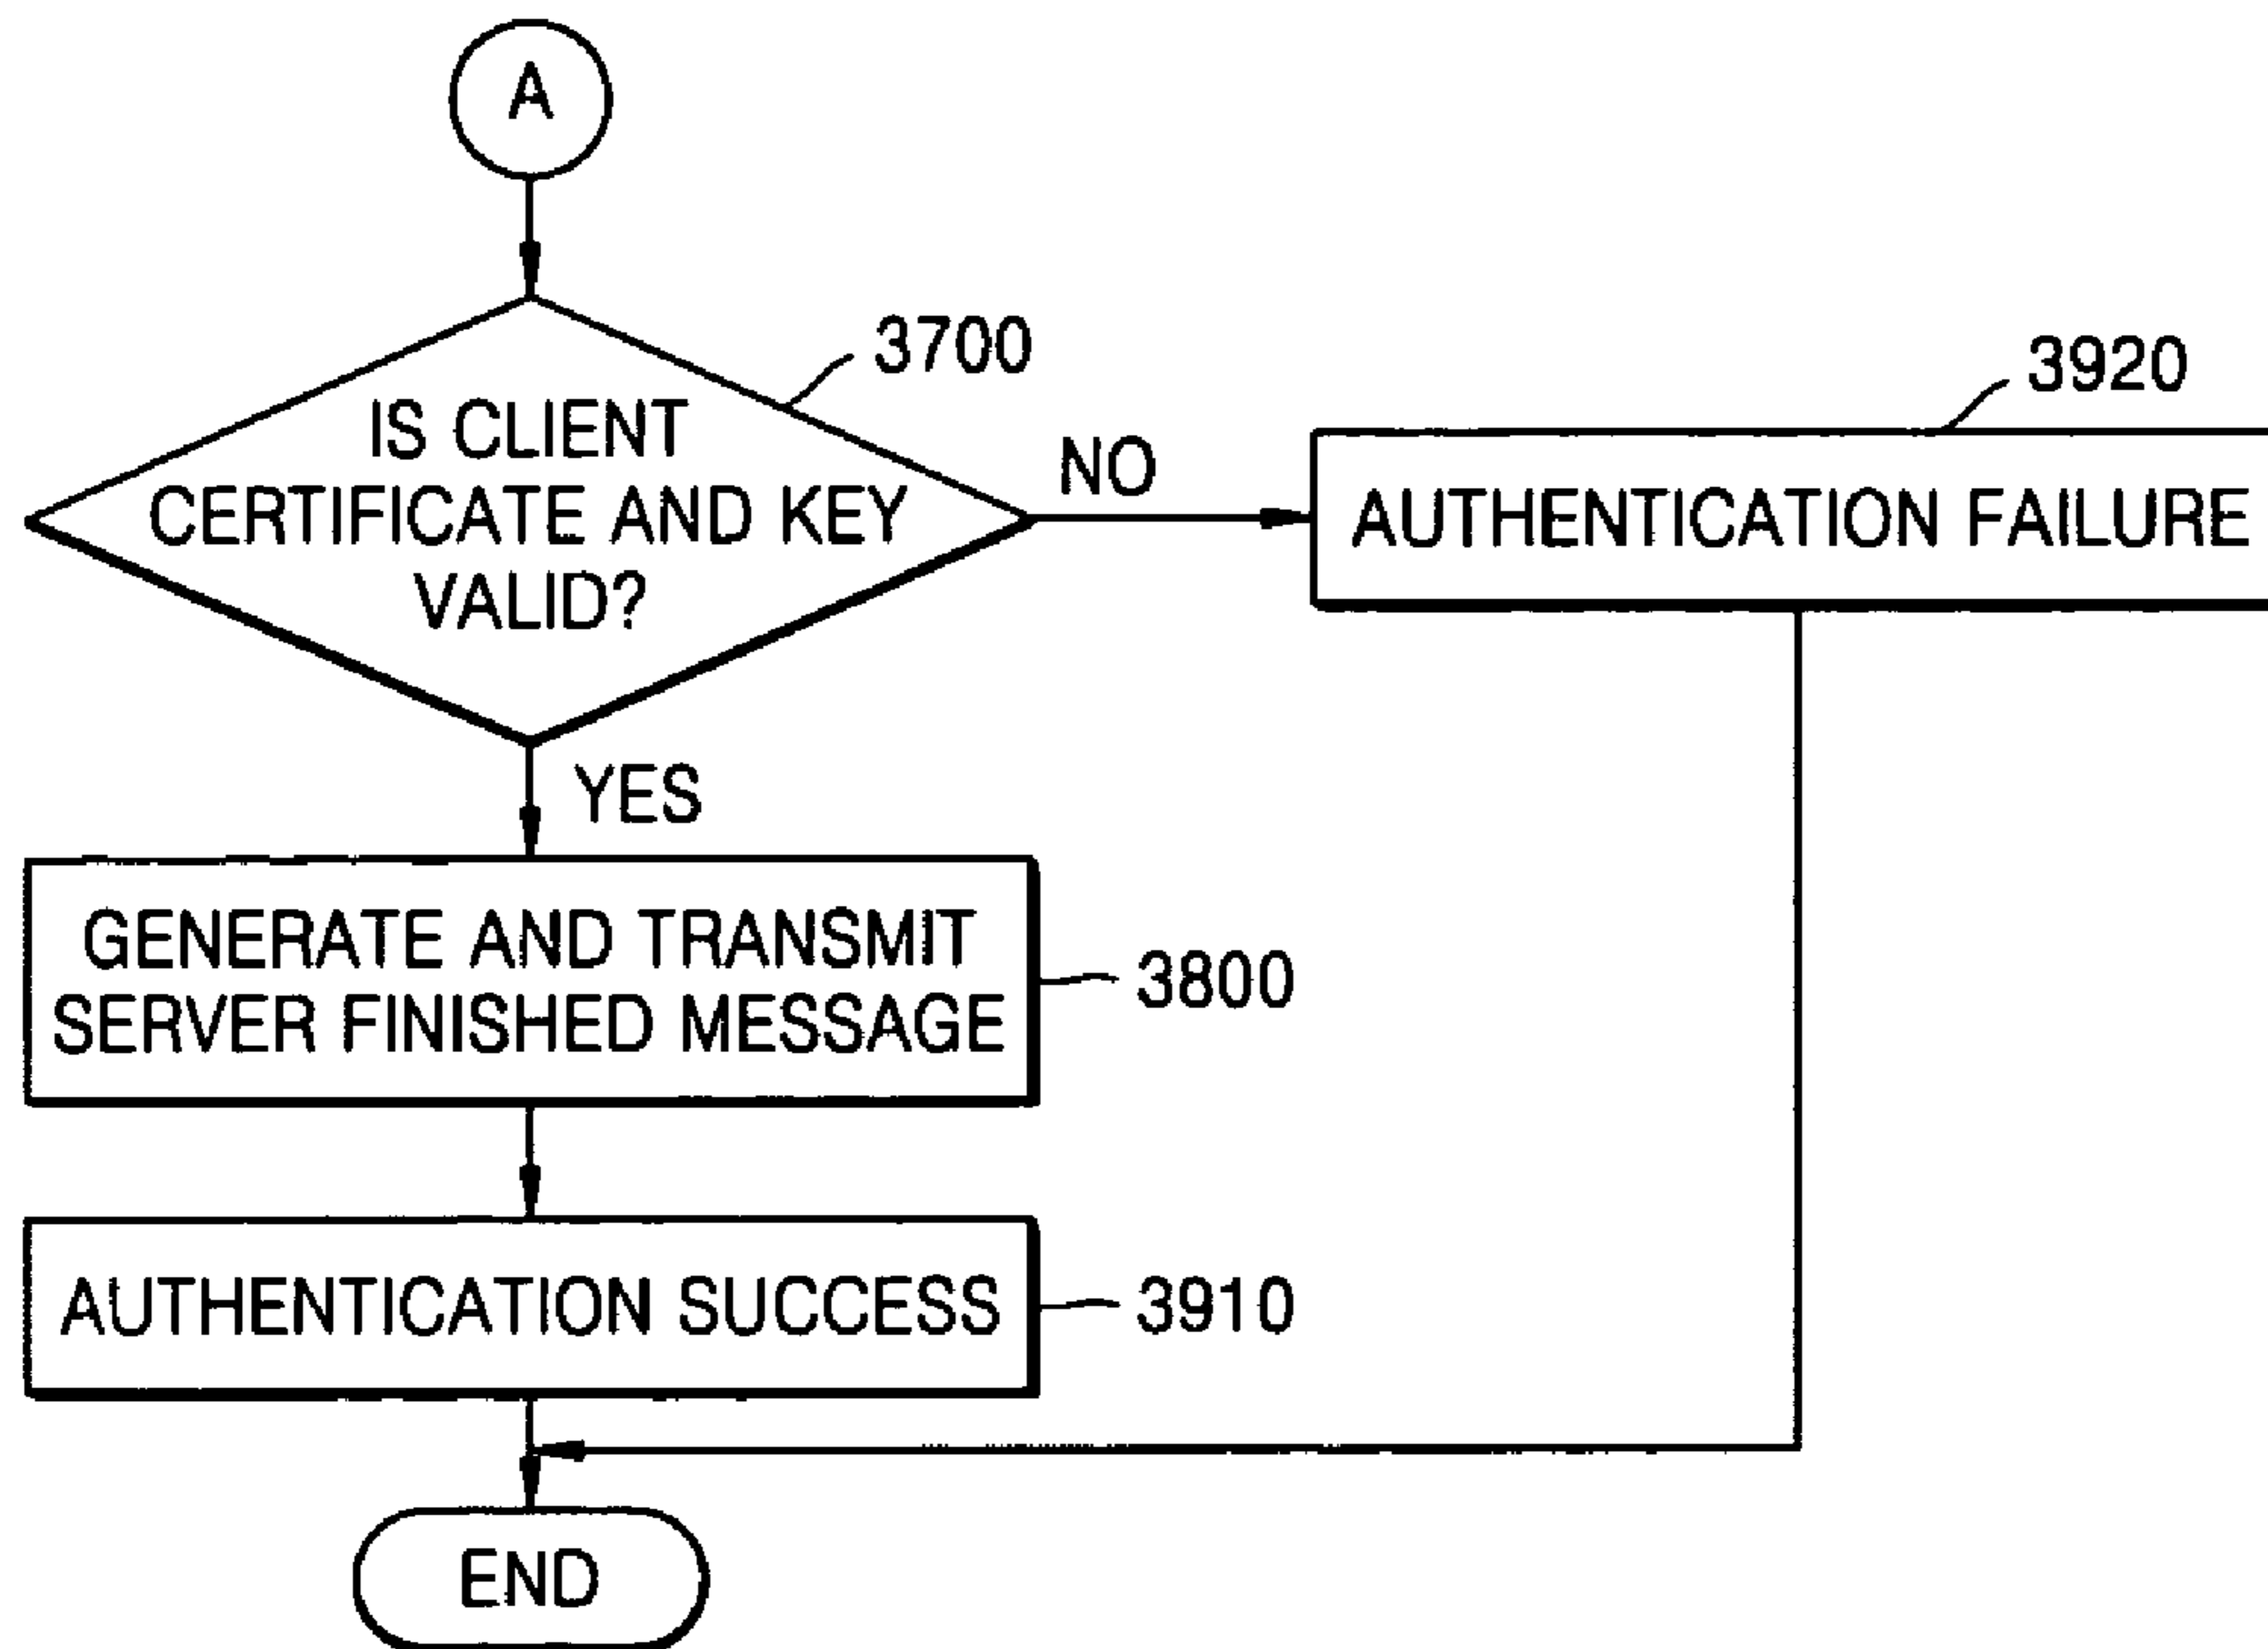 A
3700
IS CLIENT
CERTIFICATE AND KEY
VALID?
NO
3920
AUTHENTICATION FAILURE
YES
GENERATE AND TRANSMIT
SERVER FINISHED MESSAGE
3800
AUTHENTICATION SUCCESS
3910
END